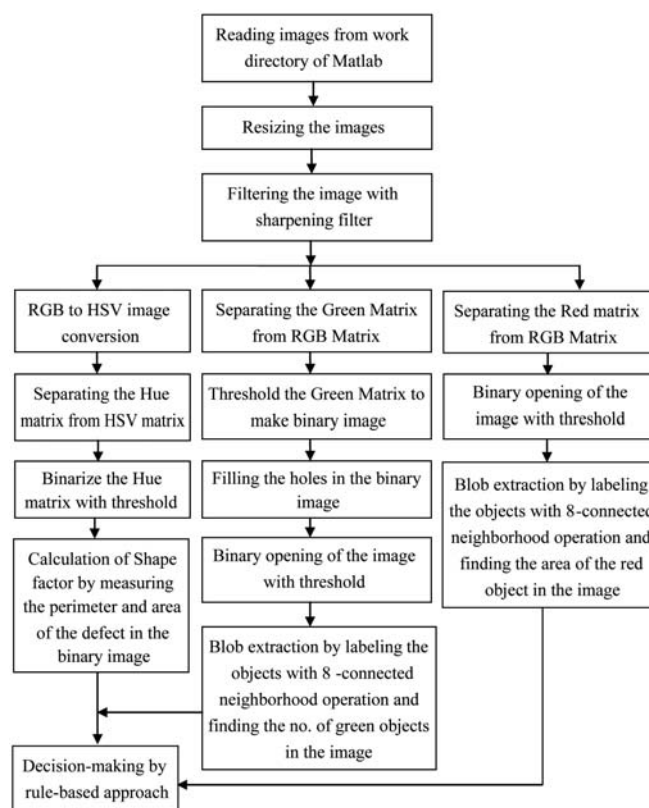 Reading images from work
directory of Matlab
Resizing the images
Filtering the image with
sharpening filter
RGB to HSV image
conversion
Separating the Hue
matrix from HSV matrix
Binarize the Hue
matrix with threshold
Calculation of Shape
factor by measuring
the perimeter and area
of the defect in the
binary image
Separating the Green Matrix
from RGB Matrix
Threshold the Green Matrix to
make binary image
Filling the holes in the binary
image
Binary opening of the image
with threshold
Blob extraction by labeling the
objects with 8 -connected
neighborhood operation and
finding the no. of green objects
in the image
Separating the Red matrix
from RGB Matrix
Binary opening of the
image with threshold
Blob extraction by labeling
the objects with 8-connected
neighborhood operation and
finding the area of the red
object in the image
Decision-making by
rule-based approach